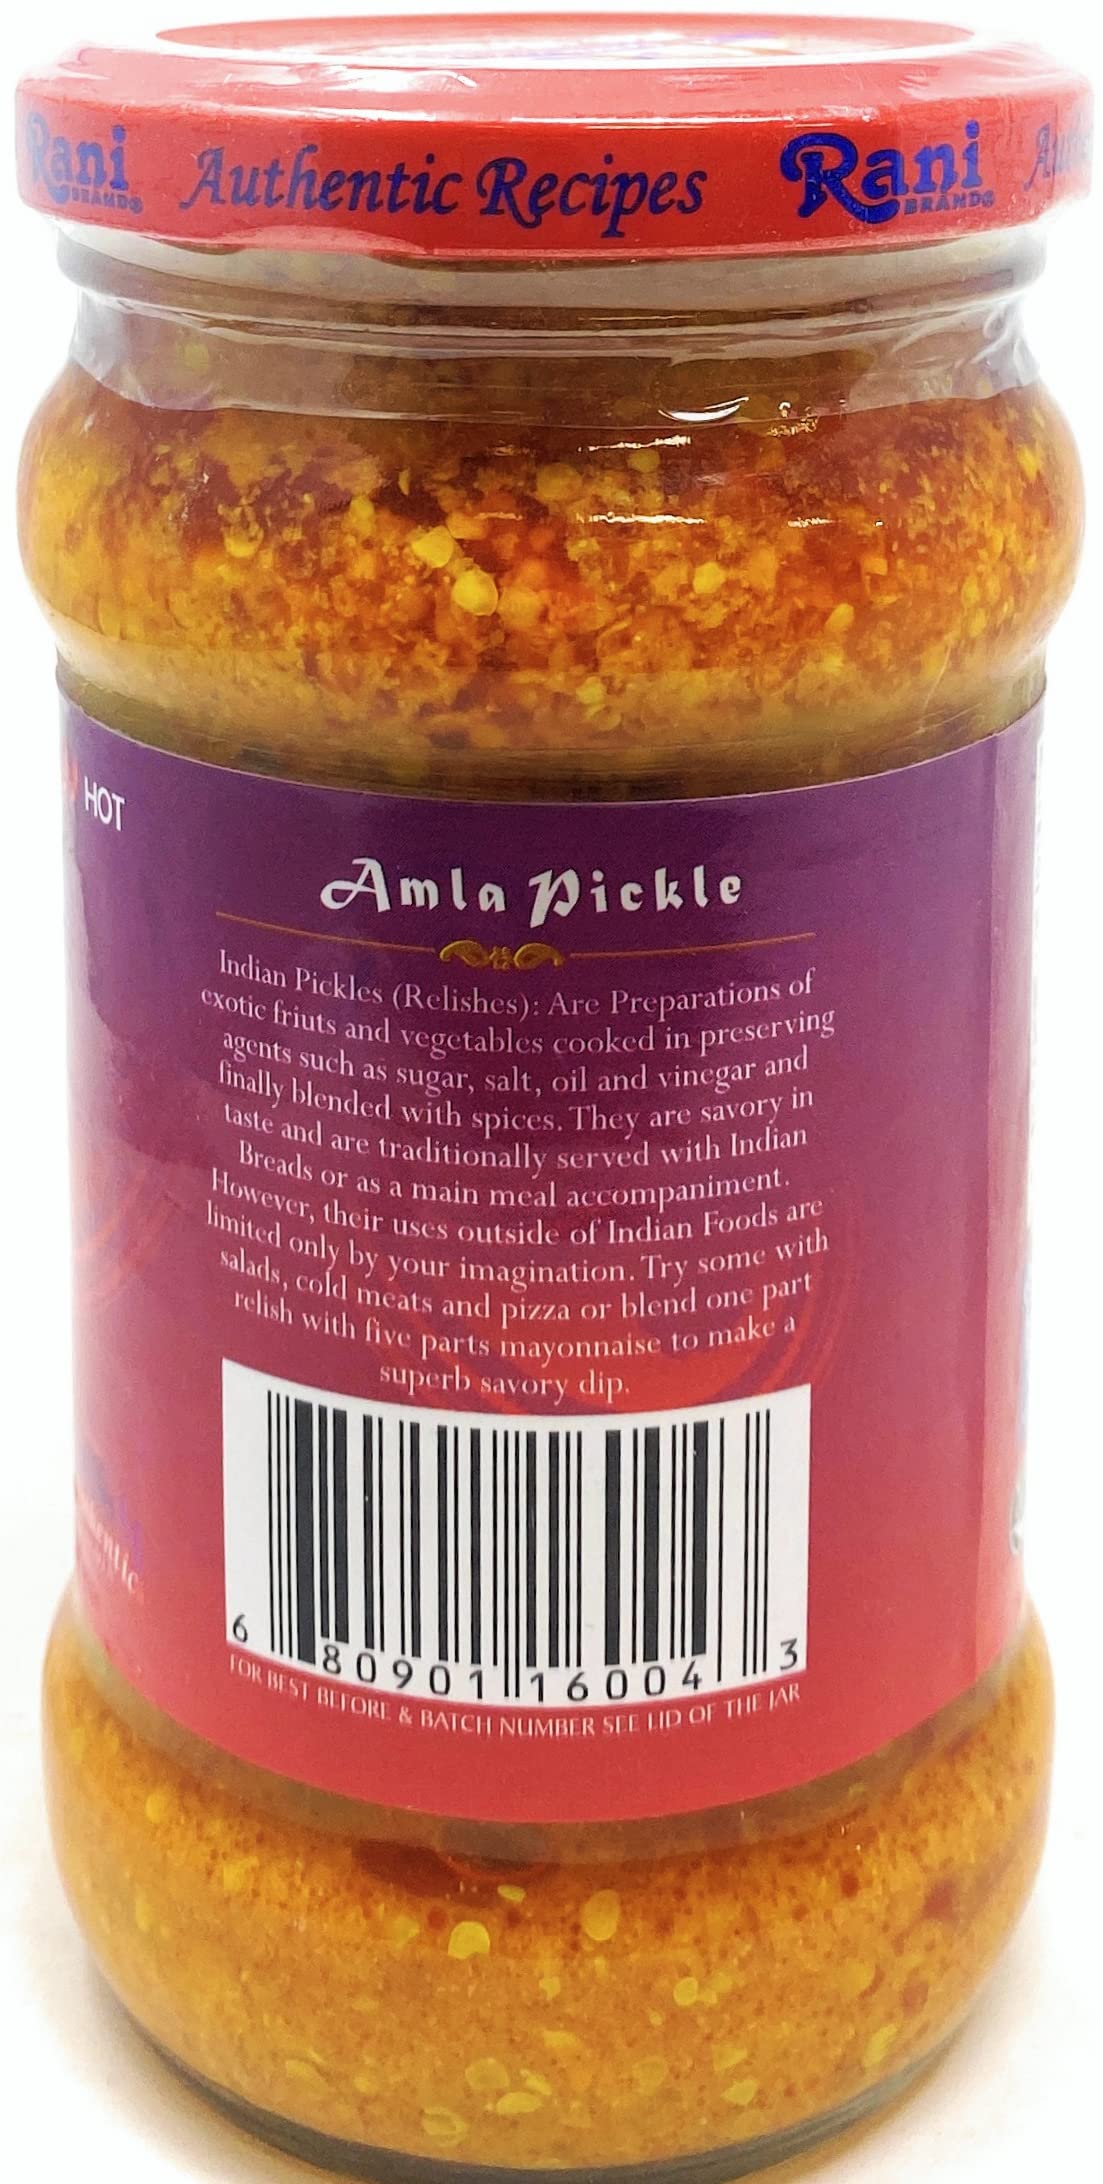 Rani Authentic Recipes Rani
BRAND® BRAND®
HOT
Amla Pickle
Indian Pickles (Relishes): Are Preparations of
exotic friuts and vegetables cooked in preserving
agents such as sugar, salt, oil and vinegar and
finally blended with spices. They are savory in
taste and are traditionally served with Indian
Breads or as a main meal accompaniment.
However, their uses outside of Indian Foods are
limited only by your imagination. Try some with
salads, cold meats and pizza or blend one part
relish with five parts mayonnaise to make a
superb savory dip.
6 80901 16004 3
FOR BEST BEFORE & BATCH NUMBER SEE LID OF THE JAR